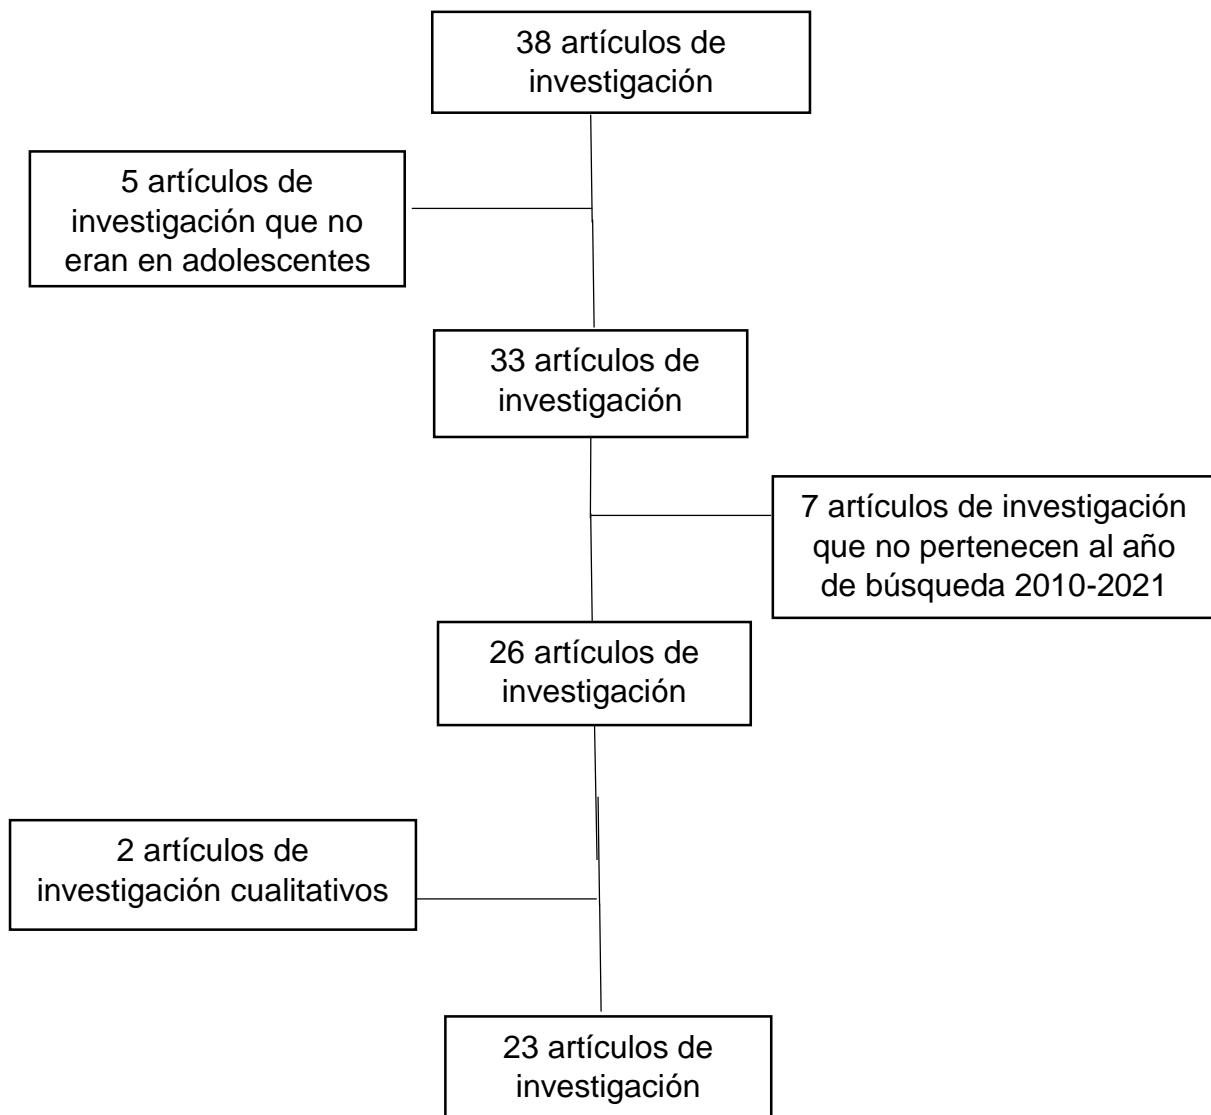 38 artículos de
investigación
5 artículos de
investigación que no
eran en adolescentes
33 artículos de
investigación
7 artículos de investigación
que no pertenecen al año
de búsqueda 2010-2021
26 artículos de
investigación
2 artículos de
investigación cualitativos
23 artículos de
investigación